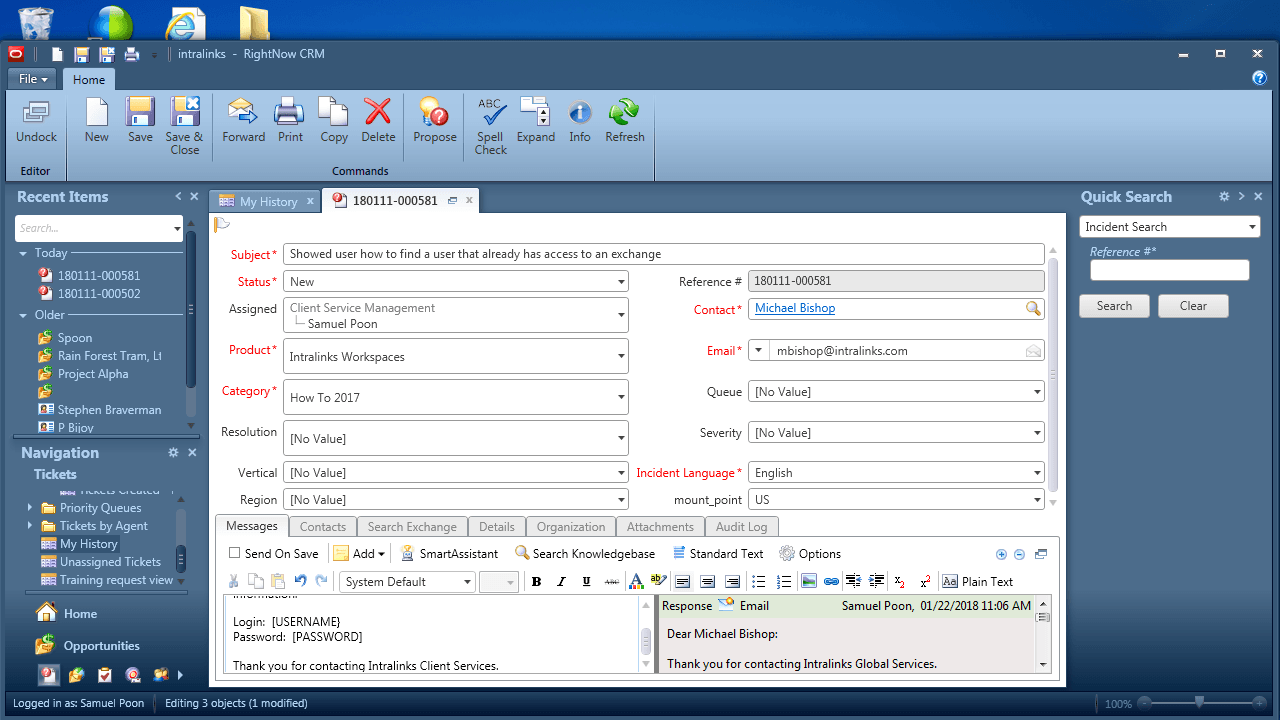 intralinks - RightNow CRM
File
Home
Undock
New
Save
Save & Close
Forward
Print
Copy
Delete
Propose
ABC
Spell Check
Expand
Info
Refresh
Editor
Commands
Recent Items
Search...
Today
180111-000581
180111-000502
Older
Spoon
Rain Forest Tram, Lt
Project Alpha
Stephen Braverman
P Bijoy
Navigation
Tickets
Tickets Created
Priority Queues
Tickets by Agent
My History
Unassigned Tickets
Training request view
Home
Opportunities
My History
180111-000581
Subject* Showed user how to find a user that already has access to an exchange
Status* New
Reference # 180111-000581
Assigned Client Service Management
Samuel Poon
Contact* Michael Bishop
Product* Intralinks Workspaces
Email* mbishop@intralinks.com
Category* How To 2017
Queue [No Value]
Resolution [No Value]
Severity [No Value]
Vertical [No Value]
Incident Language* English
Region [No Value]
mount_point US
Messages Contacts Search Exchange Details Organization Attachments Audit Log
Send On Save Add SmartAssistant Search Knowledgebase Standard Text Options
System Default B I U ABC A ab Aa Plain Text
information:
Login: [USERNAME}
Password: [PASSWORD]
Thank you for contacting Intralinks Client Services.
Response Email Samuel Poon, 01/22/2018 11:06 AM
Dear Michael Bishop:
Thank you for contacting Intralinks Global Services.
Quick Search
Incident Search
Reference #*
Search Clear
Logged in as: Samuel Poon Editing 3 objects (1 modified) 100%